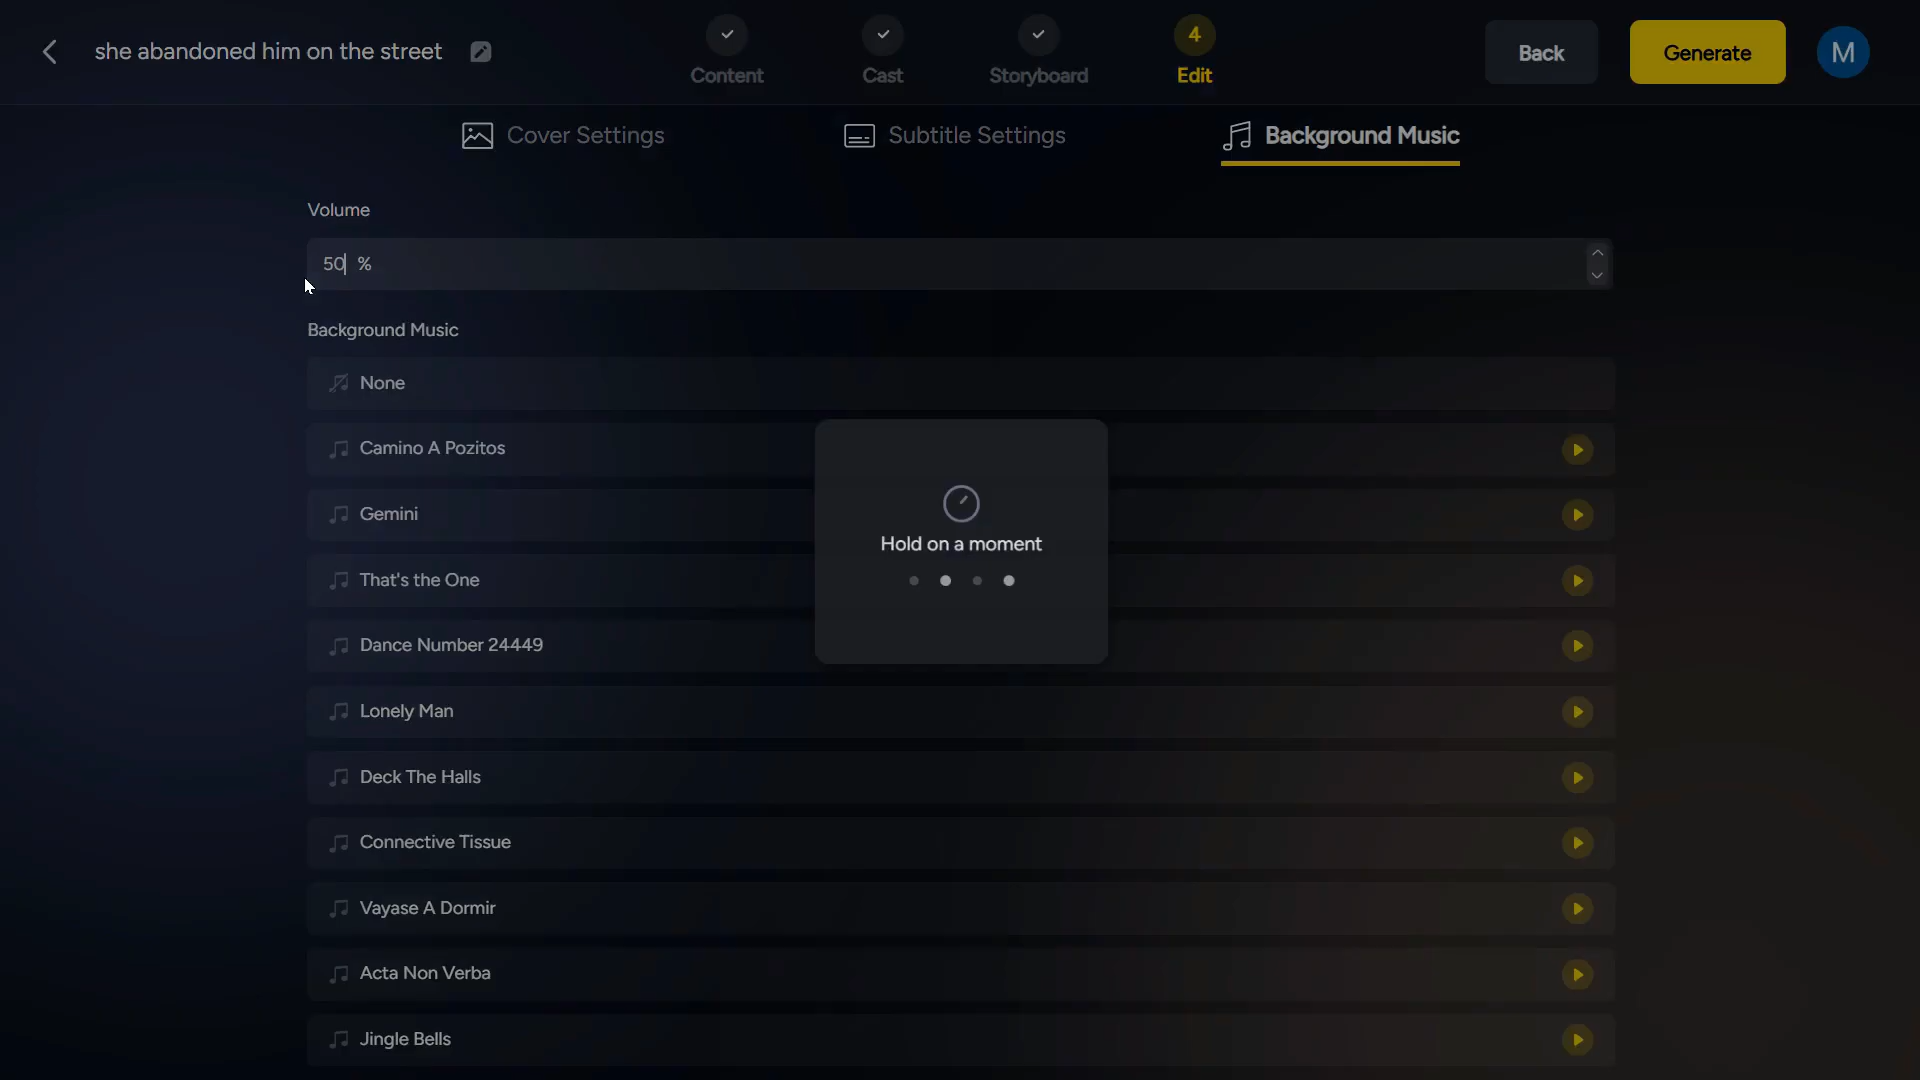 she abandoned him on the street
Content
Cast
Storyboard
4
Edit
Back
Generate
M
Cover Settings
Subtitle Settings
Background Music
Volume
50 %
Background Music
None
Camino A Pozitos
Gemini
That's the One
Dance Number 24449
Lonely Man
Deck The Halls
Connective Tissue
Vayase A Dormir
Acta Non Verba
Jingle Bells
Hold on a moment